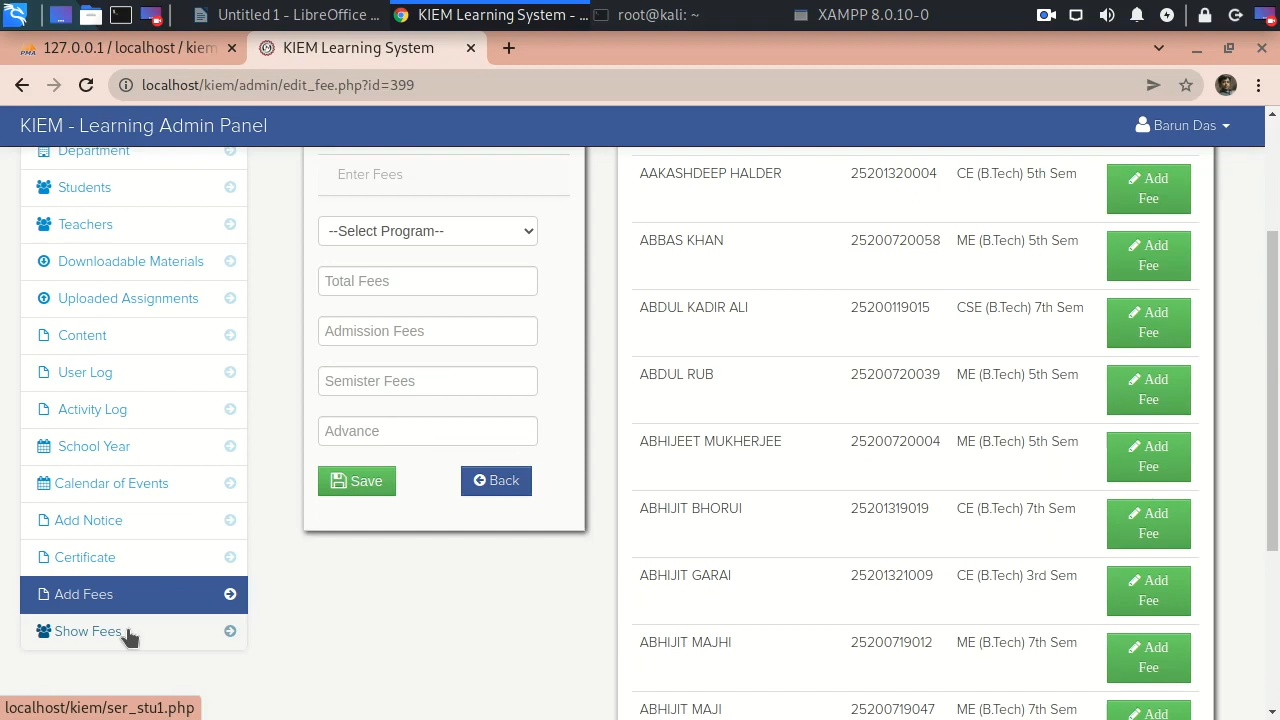 Untitled 1 - LibreOffice ...
KIEM Learning System - ...
root@kali: ~
XAMPP 8.0.10-0
127.0.0.1 / localhost / kiem
KIEM Learning System
localhost/kiem/admin/edit_fee.php?id=399
KIEM - Learning Admin Panel
Barun Das
Department
Students
Teachers
Downloadable Materials
Uploaded Assignments
Content
User Log
Activity Log
School Year
Calendar of Events
Add Notice
Certificate
Add Fees
Show Fees
Enter Fees
--Select Program--
Total Fees
Admission Fees
Semister Fees
Advance
Save
Back
AAKASHDEEP HALDER 25201320004 CE (B.Tech) 5th Sem Add
Fee
ABBAS KHAN 25200720058 ME (B.Tech) 5th Sem Add
Fee
ABDUL KADIR ALI 25200119015 CSE (B.Tech) 7th Sem Add
Fee
ABDUL RUB 25200720039 ME (B.Tech) 5th Sem Add
Fee
ABHIJEET MUKHERJEE 25200720004 ME (B.Tech) 5th Sem Add
Fee
ABHIJIT BHORUI 25201319019 CE (B.Tech) 7th Sem Add
Fee
ABHIJIT GARAI 25201321009 CE (B.Tech) 3rd Sem Add
Fee
ABHIJIT MAJHI 25200719012 ME (B.Tech) 7th Sem Add
Fee
ABHIJIT MAJI 25200719047 ME (B.Tech) 7th Sem Add
localhost/kiem/ser_stu1.php